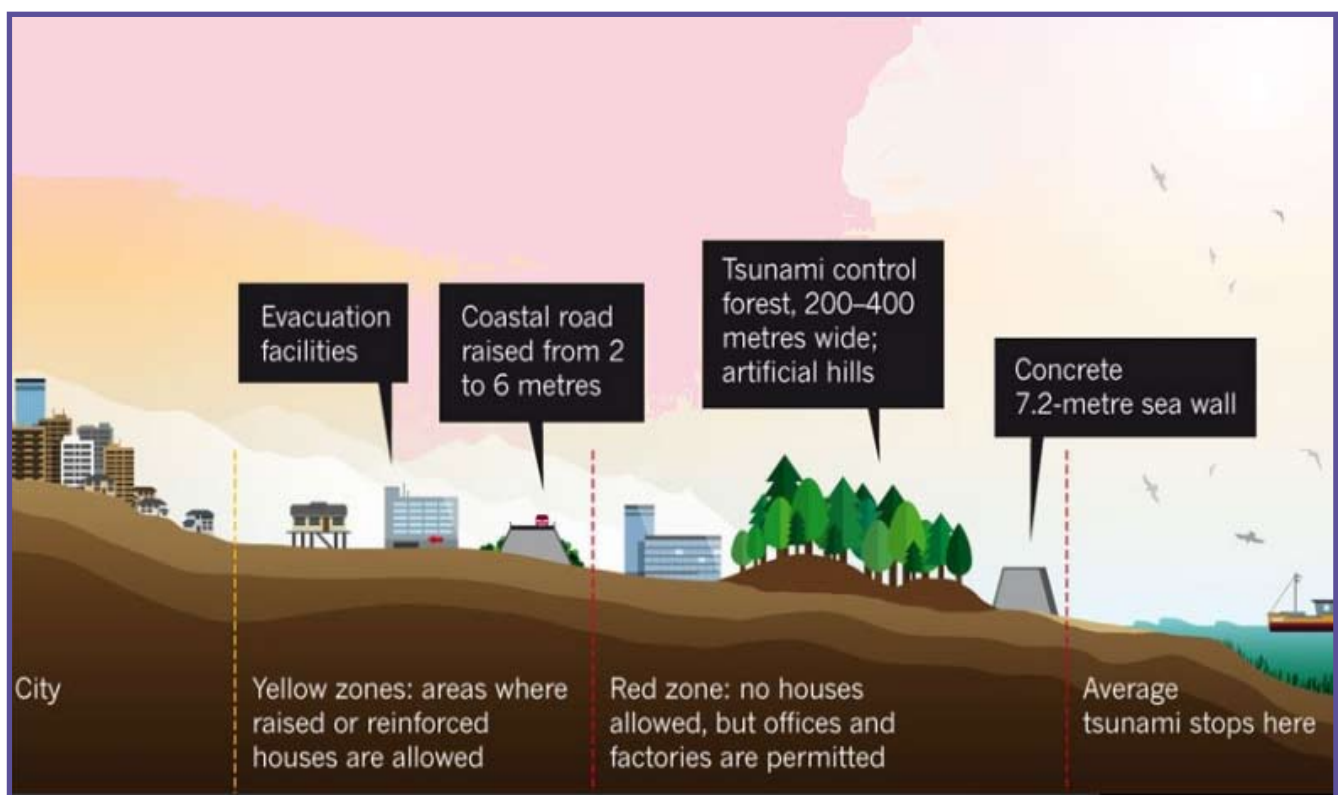 Evacuation
facilities
Coastal road
raised from 2
to 6 metres
Tsunami control
forest, 200–400
metres wide;
artificial hills
Concrete
7.2-metre sea wall
City
Yellow zones: areas where
raised or reinforced
houses are allowed
Red zone: no houses
allowed, but offices and
factories are permitted
Average
tsunami stops here